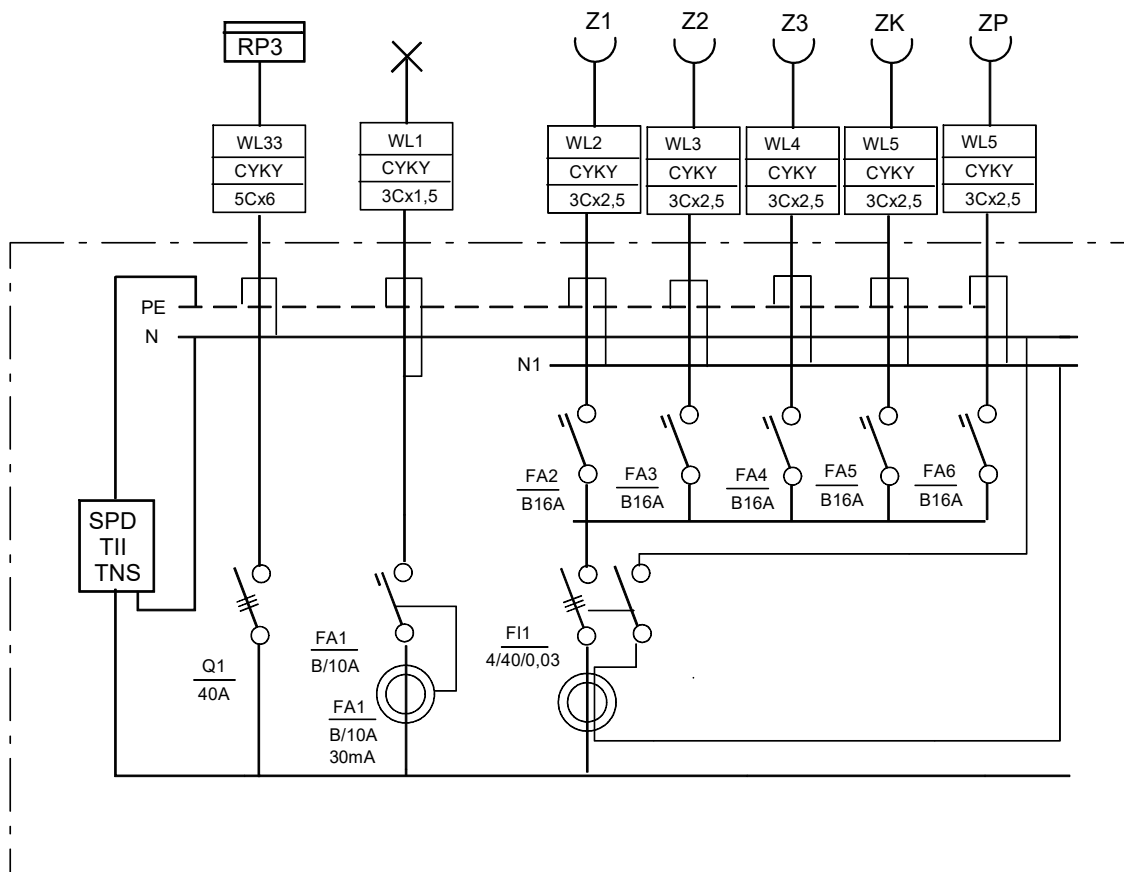 Z1 Z2 Z3 ZK ZP
RP3
WL33
CYKY
5Cx6
WL1
CYKY
3Cx1,5
WL2
CYKY
3Cx2,5
WL3
CYKY
3Cx2,5
WL4
CYKY
3Cx2,5
WL5
CYKY
3Cx2,5
WL5
CYKY
3Cx2,5
PE
N
N1
FA2
B16A
FA3
B16A
FA4
B16A
FA5
B16A
FA6
B16A
SPD
TII
TNS
Q1
40A
FA1
B/10A
FA1
B/10A
30mA
FI1
4/40/0,03